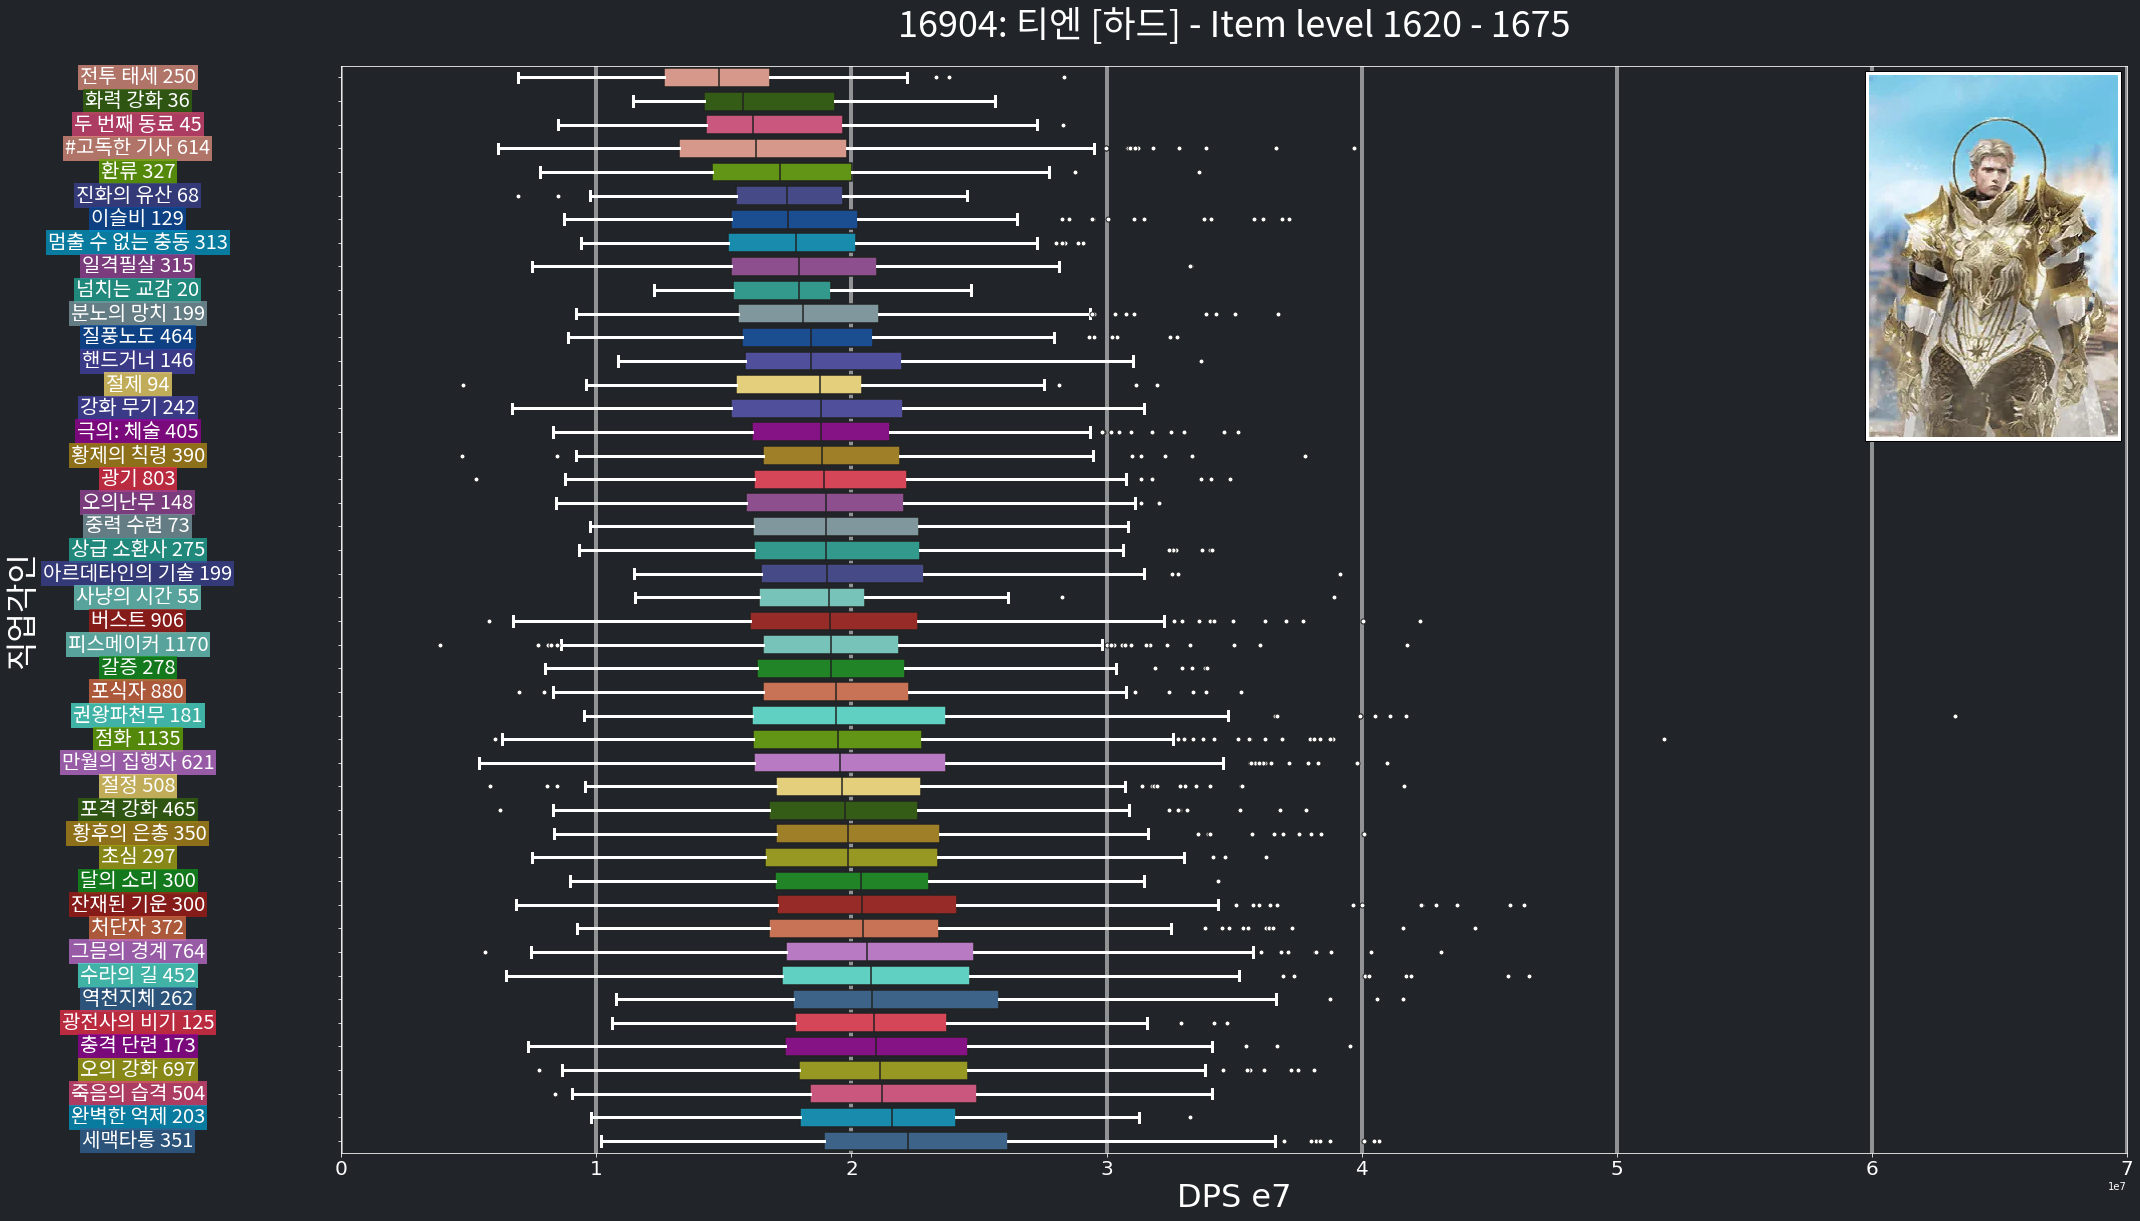 16904: 티엔 [하드] - Item level 1620 - 1675
직업각인
전투 태세 250
화력 강화 36
두 번째 동료 45
#고독한 기사 614
환류 327
진화의 유산 68
이슬비 129
멈출 수 없는 충동 313
일격필살 315
넘치는 교감 20
분노의 망치 199
질풍노도 464
핸드거너 146
절제 94
강화 무기 242
극의: 체술 405
황제의 칙령 390
광기 803
오의난무 148
중력 수련 73
상급 소환사 275
아르데타인의 기술 199
사냥의 시간 55
버스트 906
피스메이커 1170
갈증 278
포식자 880
권왕파천무 181
점화 1135
만월의 집행자 621
절정 508
포격 강화 465
황후의 은총 350
초심 297
달의 소리 300
잔재된 기운 300
처단자 372
그믐의 경계 764
수라의 길 452
역천지체 262
광전사의 비기 125
충격 단련 173
오의 강화 697
죽음의 습격 504
완벽한 억제 203
세맥타통 351
0 1 2 3 4 5 6 7
DPS e7
1e7